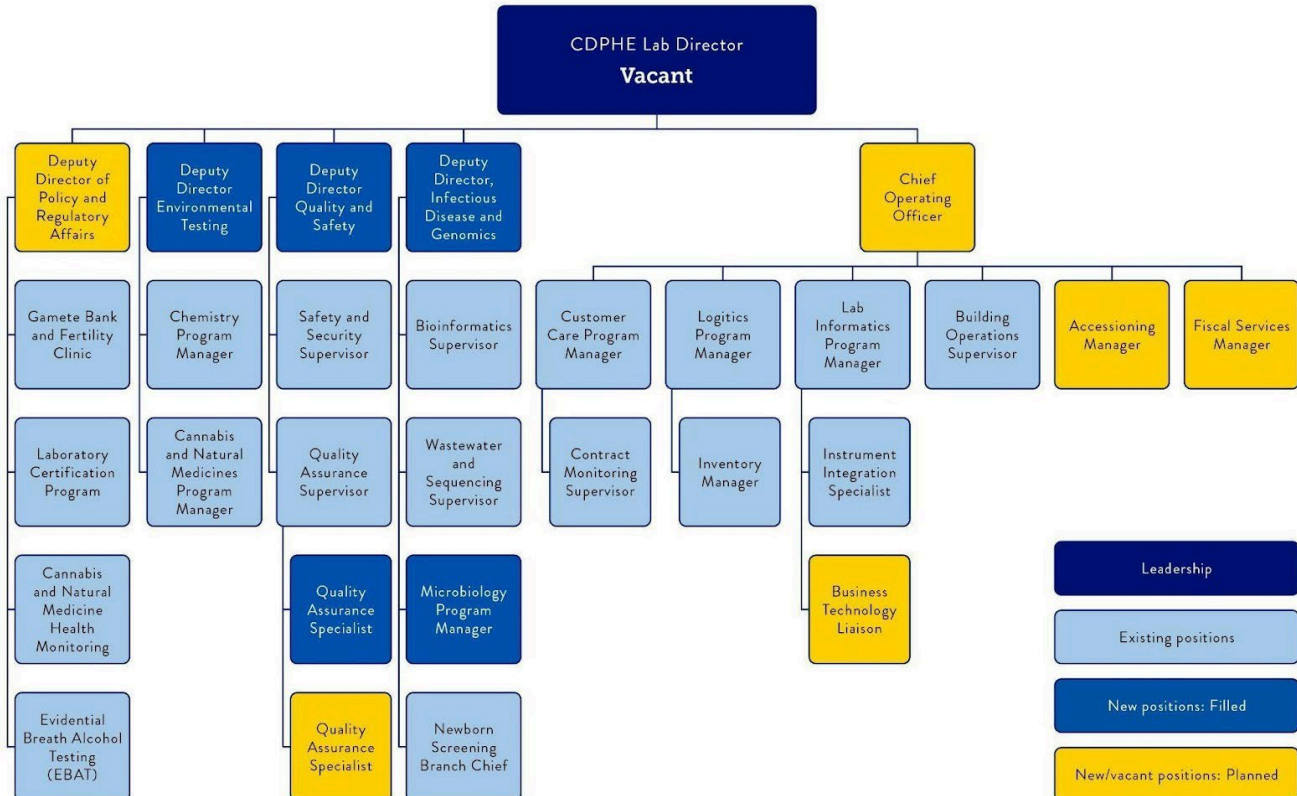 CDPHE Lab Director
Vacant
Deputy
Director of
Policy and
Regulatory
Affairs
Deputy
Director
Environmental
Testing
Deputy
Director
Quality and
Safety
Deputy
Director,
Infectious
Disease and
Genomics
Chief
Operating
Officer
Gamete Bank
and Fertility
Clinic
Chemistry
Program
Manager
Safety and
Security
Supervisor
Bioinformatics
Supervisor
Customer
Care Program
Manager
Logitics
Program
Manager
Lab
Informatics
Program
Manager
Building
Operations
Supervisor
Accessioning
Manager
Fiscal Services
Manager
Laboratory
Certification
Program
Cannabis
and Natural
Medicines
Program
Manager
Quality
Assurance
Supervisor
Wastewater
and
Sequencing
Supervisor
Contract
Monitoring
Supervisor
Inventory
Manager
Instrument
Integration
Specialist
Cannabis
and Natural
Medicine
Health
Monitoring
Quality
Assurance
Specialist
Microbiology
Program
Manager
Business
Technology
Liaison
Evidential
Breath Alcohol
Testing
(EBAT)
Quality
Assurance
Specialist
Newborn
Screening
Branch Chief
Leadership
Existing positions
New positions: Filled
New/vacant positions: Planned